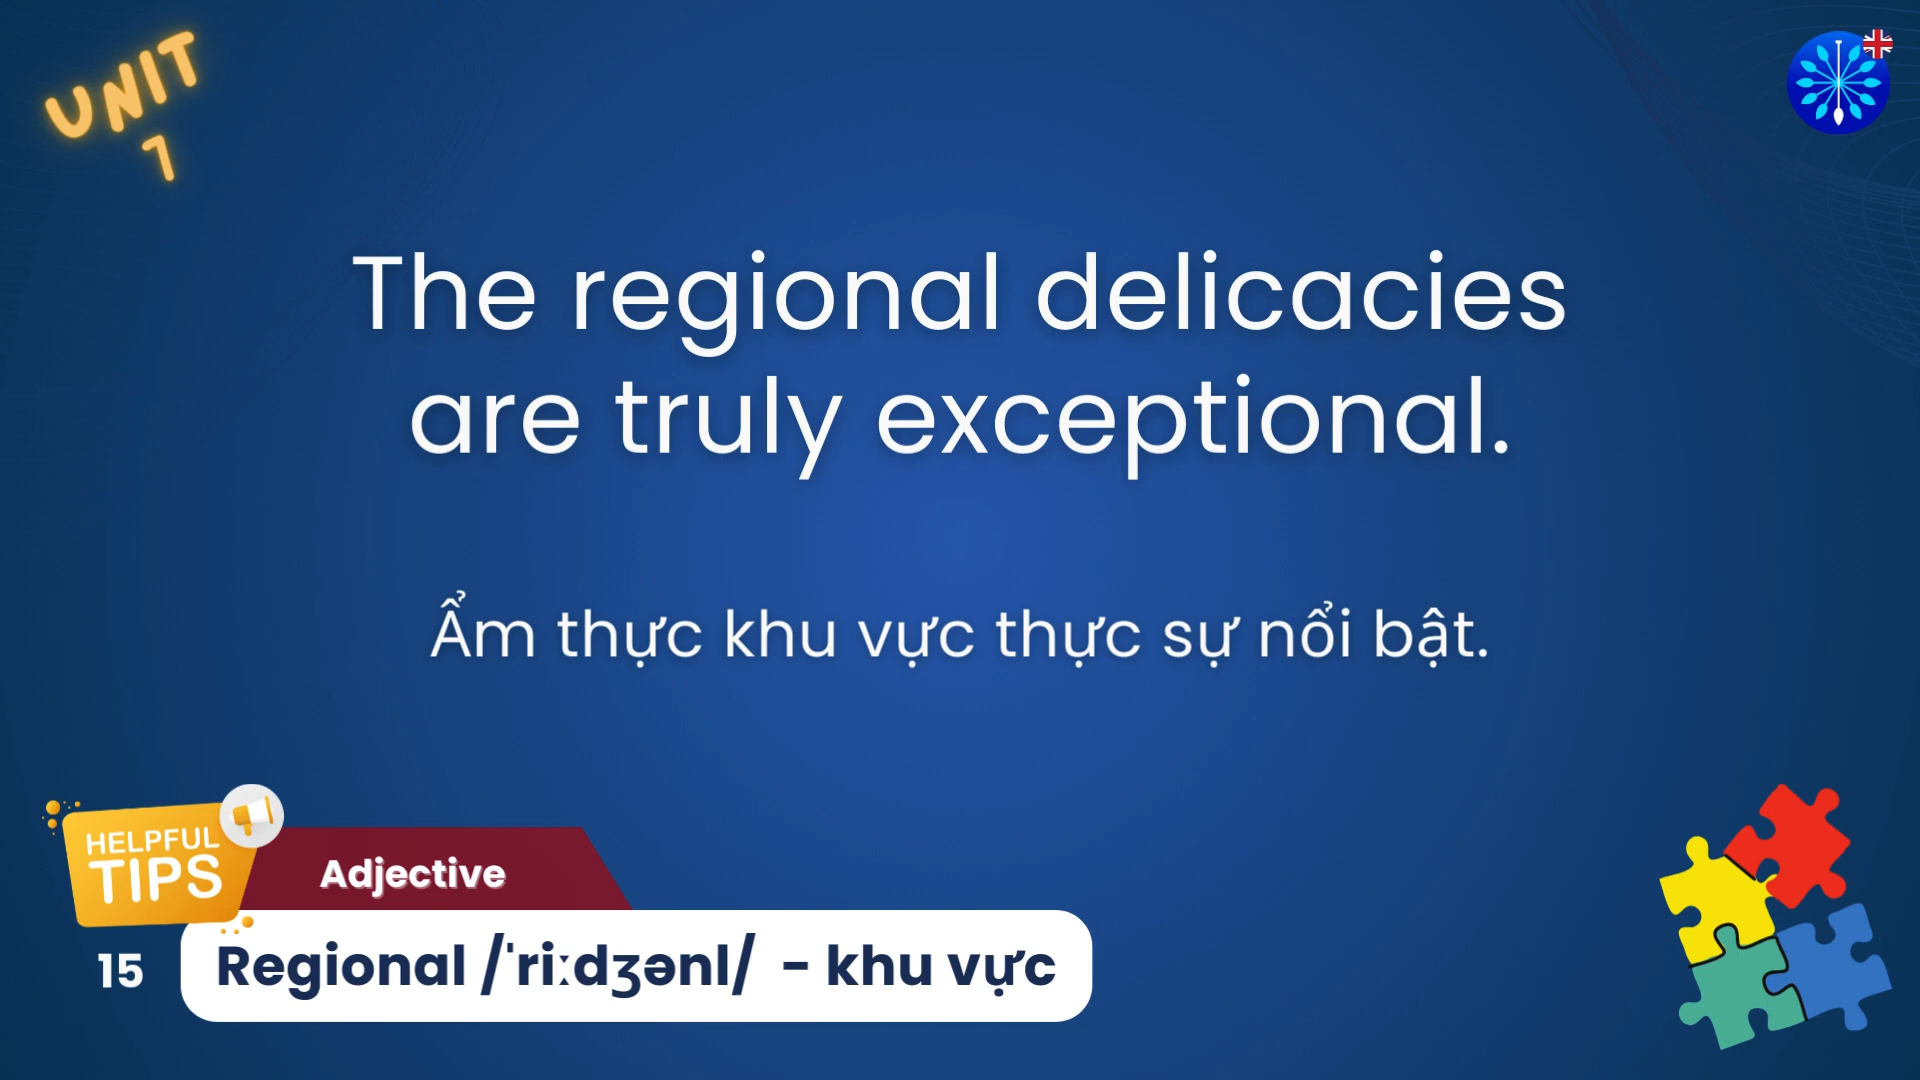 UNIT
1
The regional delicacies
are truly exceptional.
Ẩm thực khu vực thực sự nổi bật.
HELPFUL
TIPS
Adjective
15
Regional /ˈriːdʒənl/ - khu vực